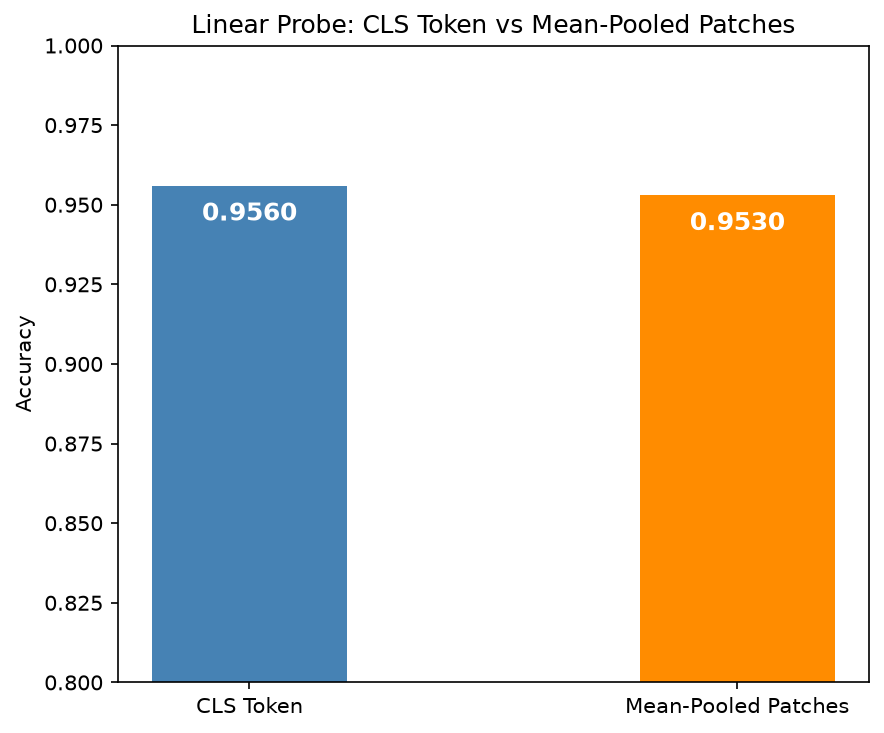 Linear Probe: CLS Token vs Mean-Pooled Patches
1.000
0.975
0.950
0.925
0.900
0.875
0.850
0.825
0.800
Accuracy
0.9560
0.9530
CLS Token
Mean-Pooled Patches